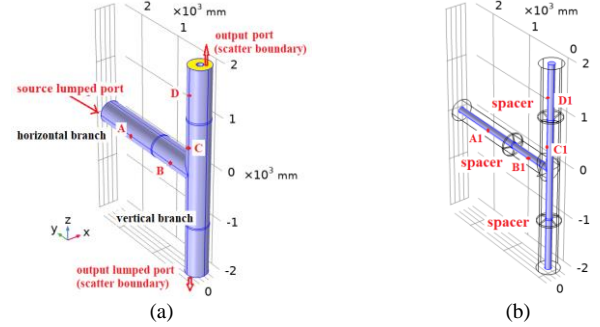 2
×10³ mm
1
output port
(scatter boundary)
0
2
source lumped port
D
1
horizontal branch
A
C
B
0
×10³ mm
vertical branch
-1
z
y
x
output lumped port
(scatter boundary)
-2
0
(a)
2
×10³ mm
1
0
2
spacer
D1
1
A1
C1
spacer
B1
0
spacer
-1
-2
0
(b)